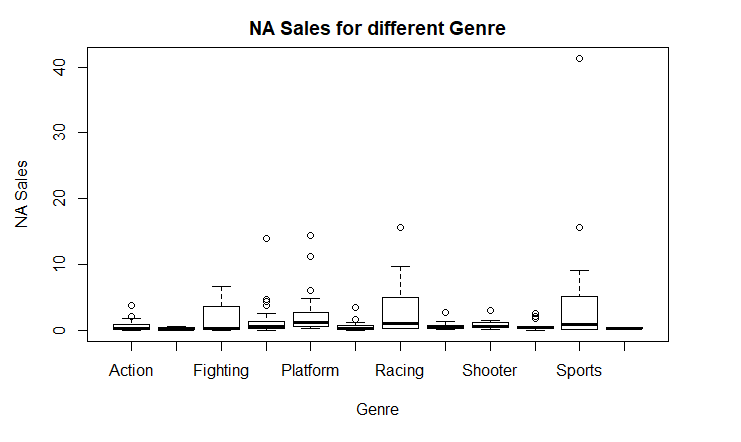 NA Sales for different Genre
40
30
20
10
0
NA Sales
Action Fighting Platform Racing Shooter Sports
Genre